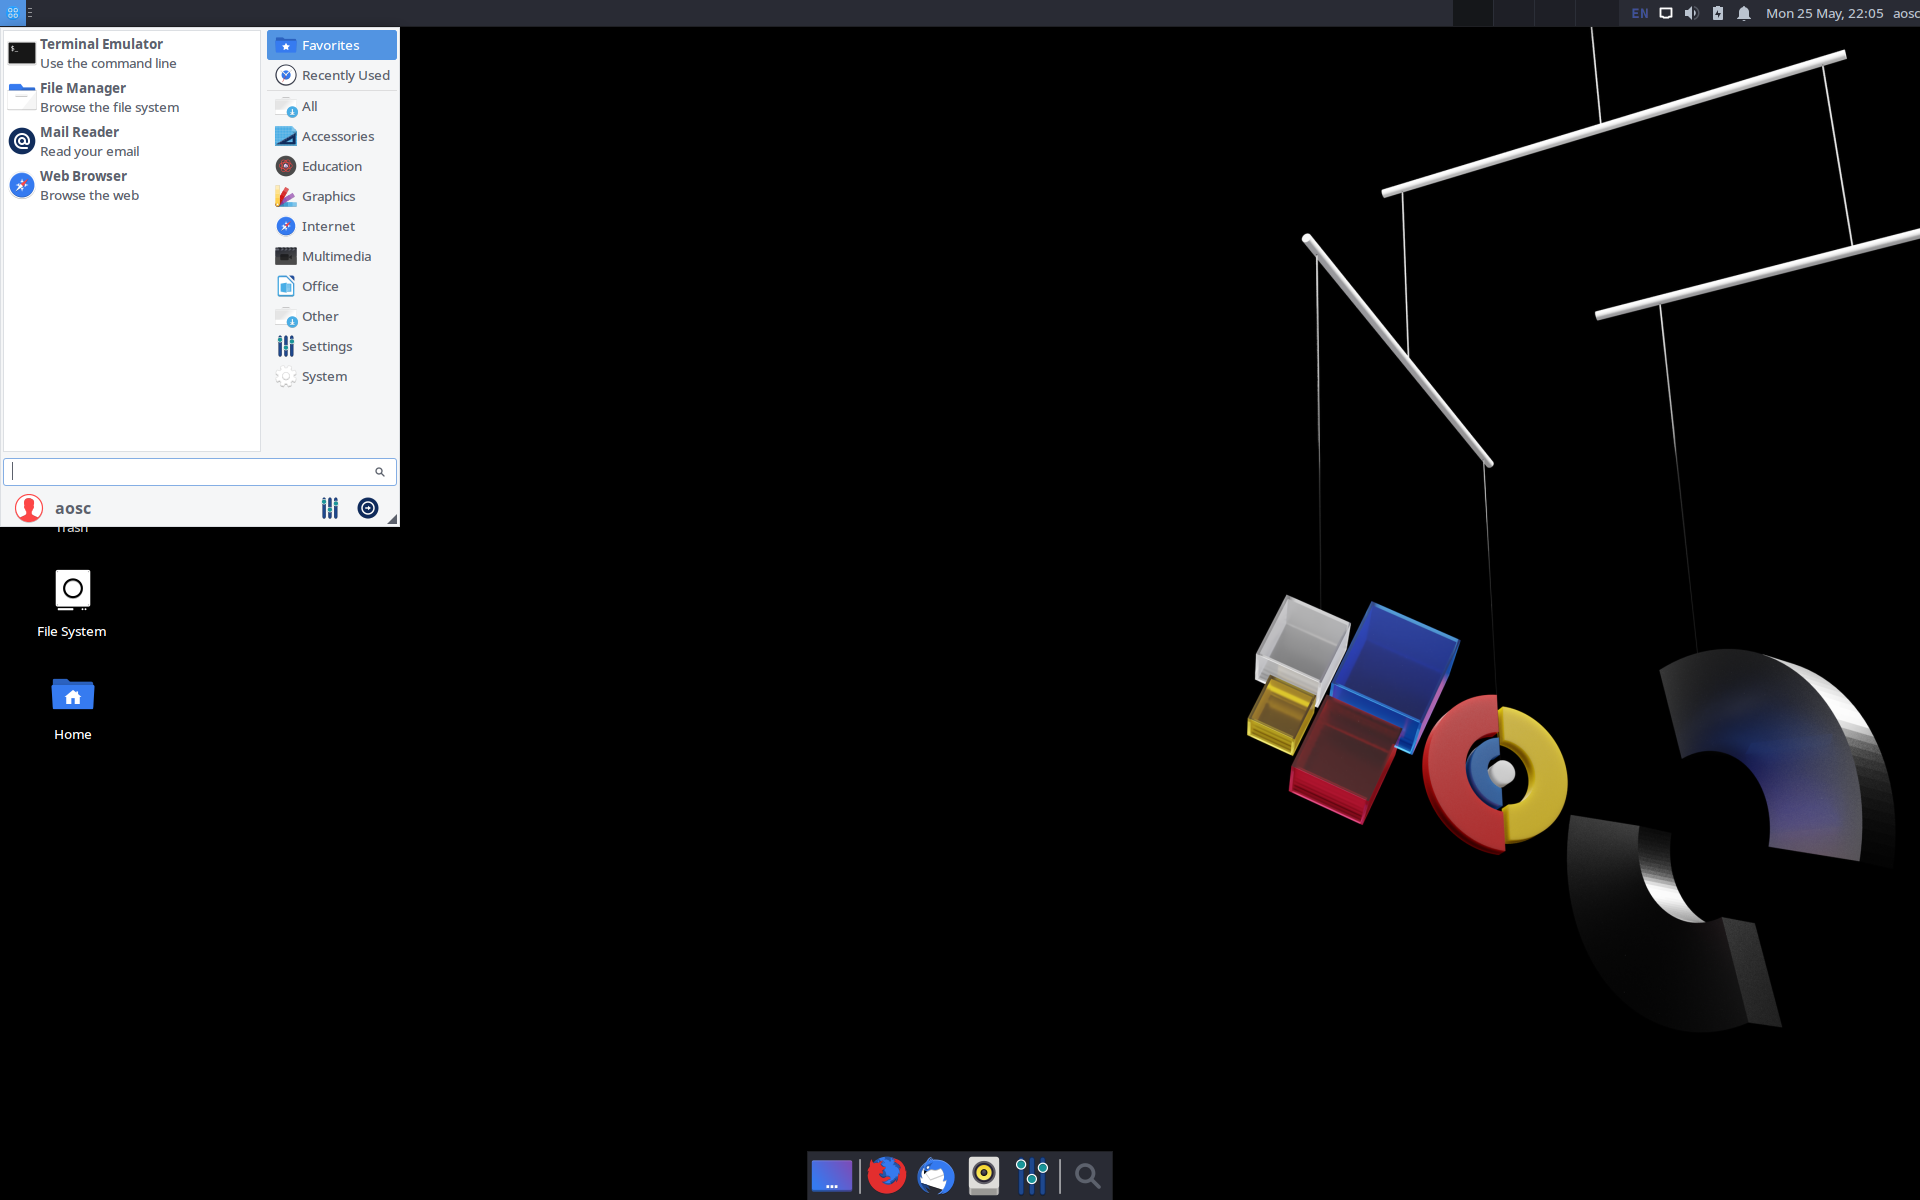 EN
Mon 25 May, 22:05
aosc
Terminal Emulator
Use the command line
File Manager
Browse the file system
Mail Reader
Read your email
Web Browser
Browse the web
Favorites
Recently Used
All
Accessories
Education
Graphics
Internet
Multimedia
Office
Other
Settings
System
aosc
Trash
File System
Home